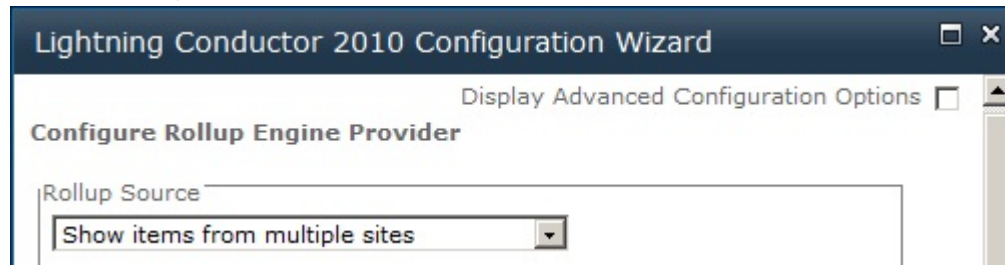 Lightning Conductor 2010 Configuration Wizard
Display Advanced Configuration Options
Configure Rollup Engine Provider
Rollup Source
Show items from multiple sites